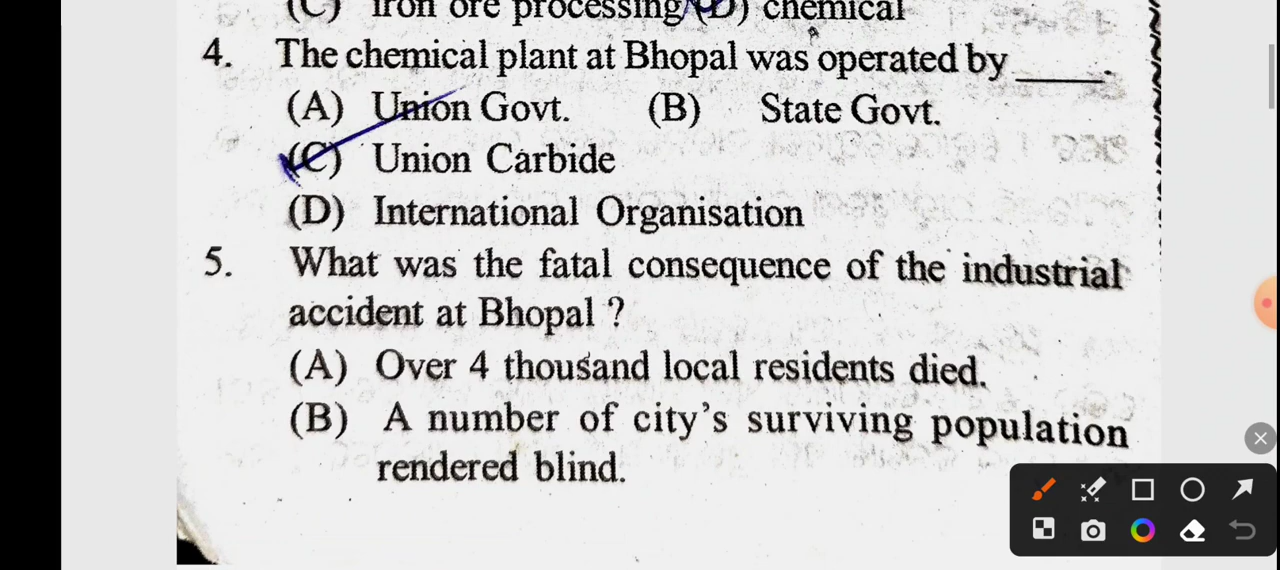 (C) iron ore processing (D) chemical
4. The chemical plant at Bhopal was operated by _____.
(A) Union Govt. (B) State Govt.
(C) Union Carbide
(D) International Organisation
5. What was the fatal consequence of the industrial
accident at Bhopal ?
(A) Over 4 thousand local residents died.
(B) A number of city's surviving population
rendered blind.